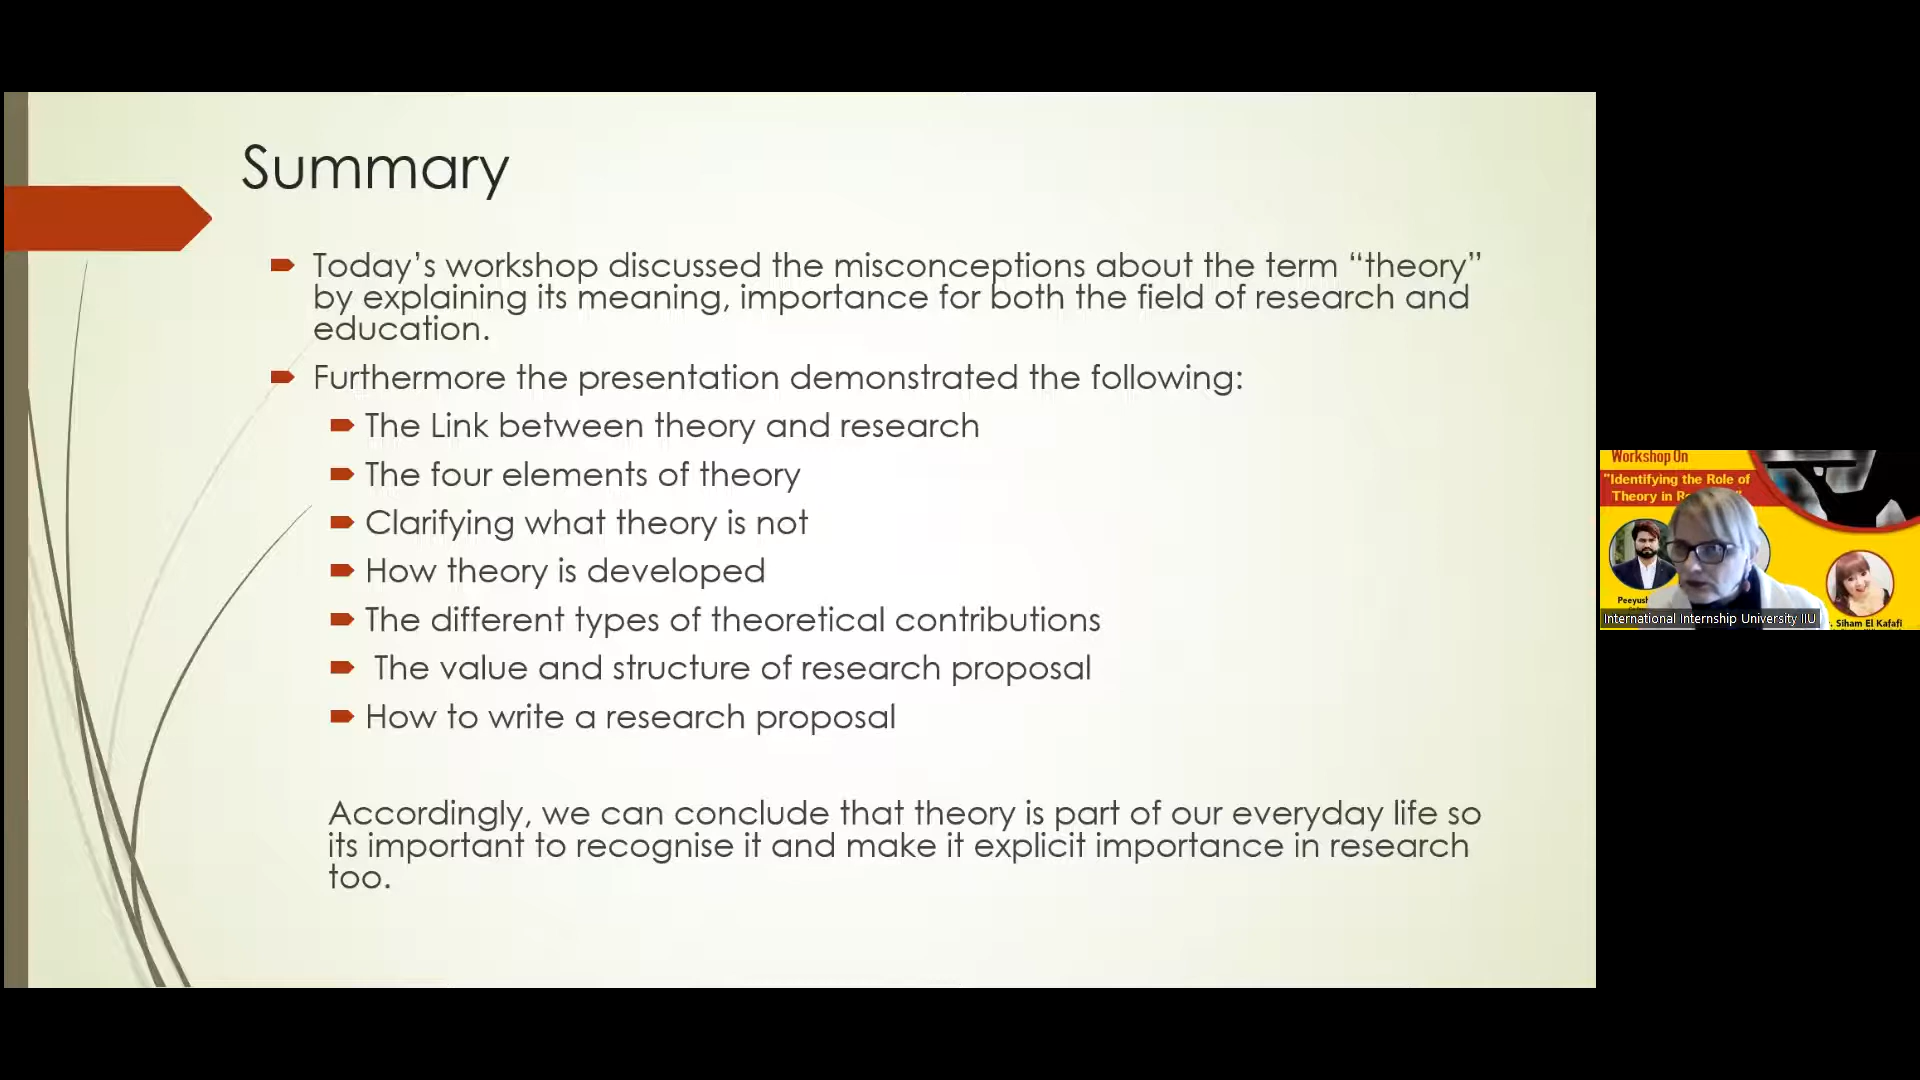 Summary
Today’s workshop discussed the misconceptions about the term “theory”
by explaining its meaning, importance for both the field of research and
education.
Furthermore the presentation demonstrated the following:
The Link between theory and research
The four elements of theory
Clarifying what theory is not
How theory is developed
The different types of theoretical contributions
The value and structure of research proposal
How to write a research proposal
Accordingly, we can conclude that theory is part of our everyday life so
its important to recognise it and make it explicit importance in research
too.
Workshop On
"Identifying the Role of
Theory in
Peeyush
Siham El Kafafi
International Internship University IIU